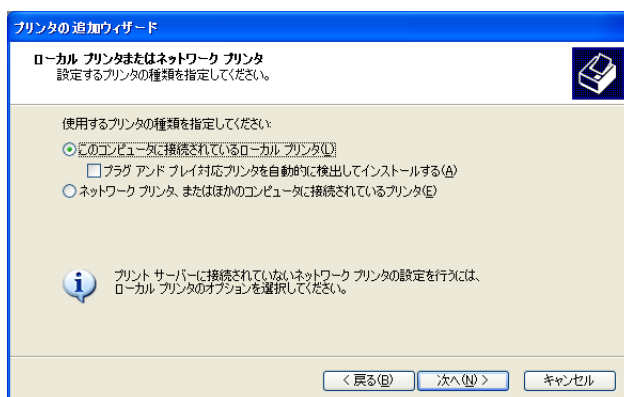 プリンタの追加ウィザード
ローカル プリンタまたはネットワーク プリンタ
設定するプリンタの種類を指定してください。
使用するプリンタの種類を指定してください:
このコンピュータに接続されているローカル プリンタ(L)
プラグ アンド プレイ対応プリンタを自動的に検出してインストールする(A)
ネットワーク プリンタ、またはほかのコンピュータに接続されているプリンタ(E)
プリント サーバーに接続されていないネットワーク プリンタの設定を行うには、
ローカル プリンタのオプションを選択してください。
< 戻る(B) 次へ(N) > キャンセル